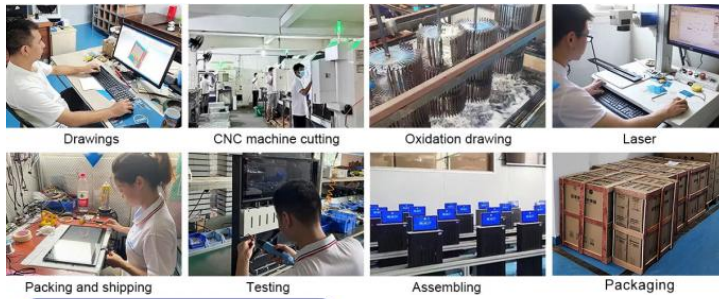 Drawings
CNC machine cutting
Oxidation drawing
Laser
Packing and shipping
Testing
Assembling
Packaging